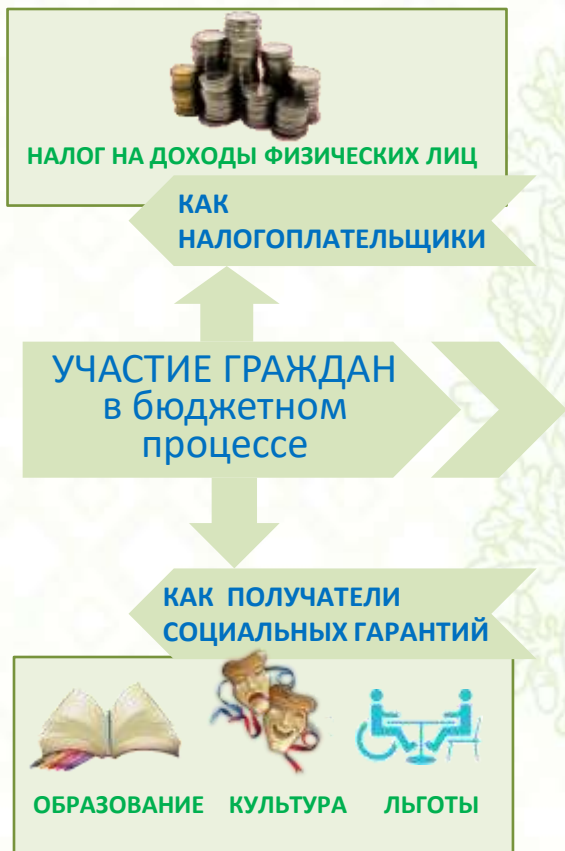 НАЛОГ НА ДОХОДЫ ФИЗИЧЕСКИХ ЛИЦ
КАК
НАЛОГОПЛАТЕЛЬЩИКИ
УЧАСТИЕ ГРАЖДАН
в бюджетном
процессе
КАК ПОЛУЧАТЕЛИ
СОЦИАЛЬНЫХ ГАРАНТИЙ
ОБРАЗОВАНИЕ КУЛЬТУРА ЛЬГОТЫ